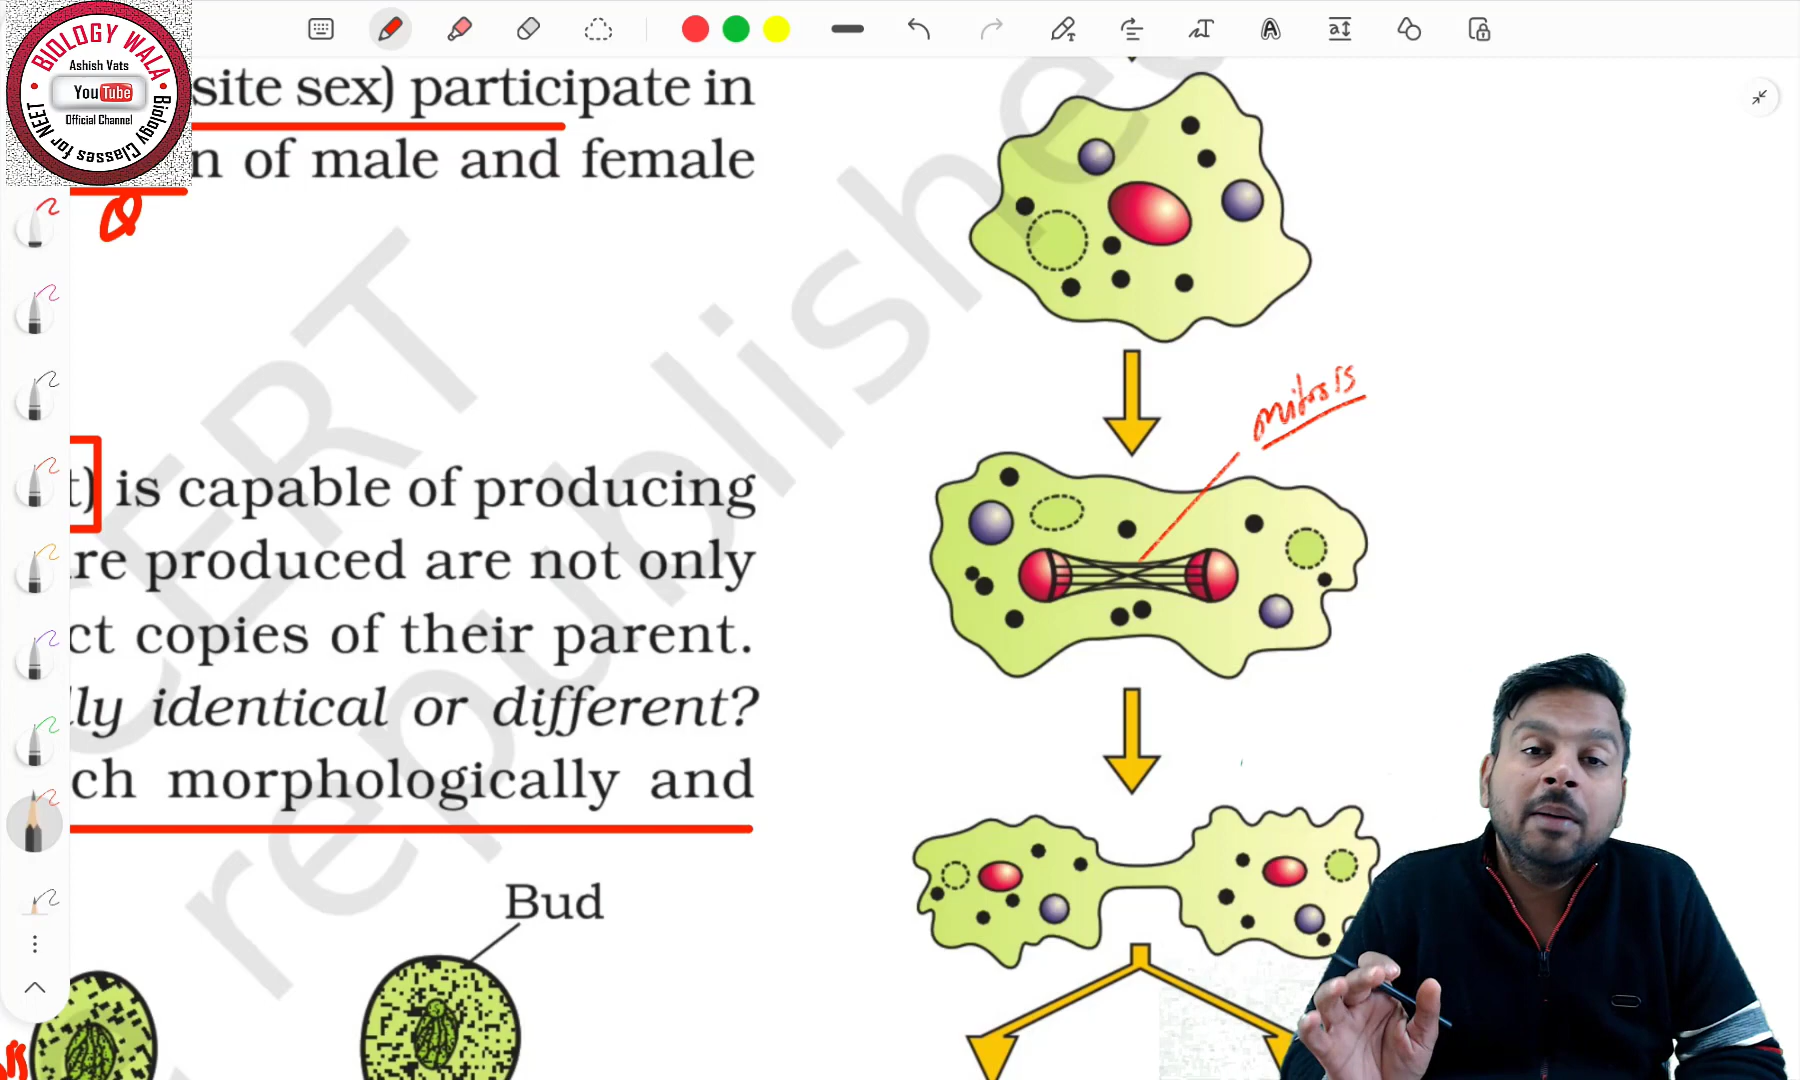 BIOLOGY WALA
Ashish Vats
YouTube
Official Channel
Biology Classes for NEET
site sex) participate in
n of male and female
t) is capable of producing
re produced are not only
ct copies of their parent.
lly identical or different?
ch morphologically and
Bud
mitosis
republished